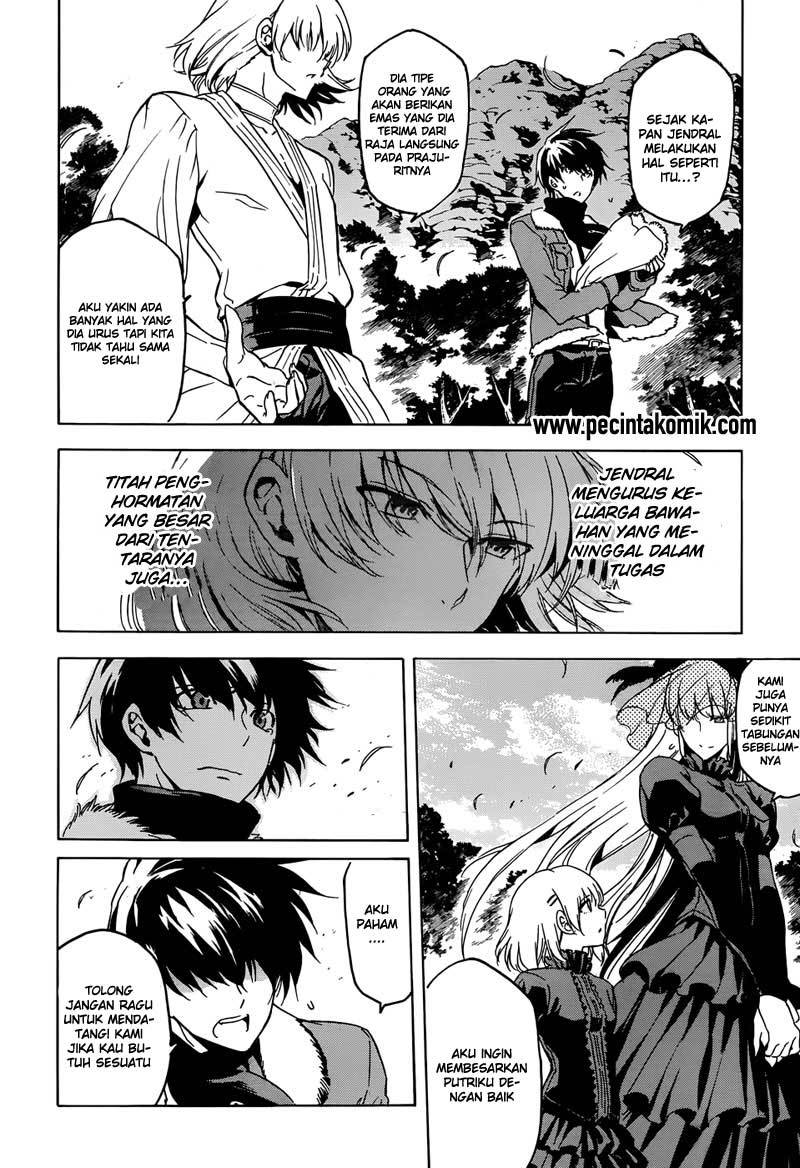 SEJAK KA-
PAN JENDRAL
MELAKUKAN
HAL SEPERTI
ITU...?
DIA TIPE
ORANG YANG
AKAN BERIKAN
EMAS YANG DIA
TERIMA DARI
RAJA LANGSUNG
PADA PRAJU-
RITNYA
AKU YAKIN ADA
BANYAK HAL YANG
DIA URUS TAPI KITA
TIDAK TAHU SAMA
SEKALI
www.pecintakomik.com
JENDRAL
MENGURUS KE-
LUARGA BAWA-
HAN YANG ME-
NINGGAL DALAM
TUGAS
TITAH PENG-
HORMATAN
YANG BESAR
DARI TEN-
TARANYA
JUGA...
KAMI
JUGA
PUNYA
SEDIKIT
TABUNGAN
SEBELUM-
NYA
AKU INGIN
MEMBESARKAN
PUTRIKU DE-
NGAN BAIK
AKU
PAHAM
....
TOLONG
JANGAN RAGU
UNTUK MENDA-
TANGI KAMI
JIKA KAU BU-
TUH SESUATU